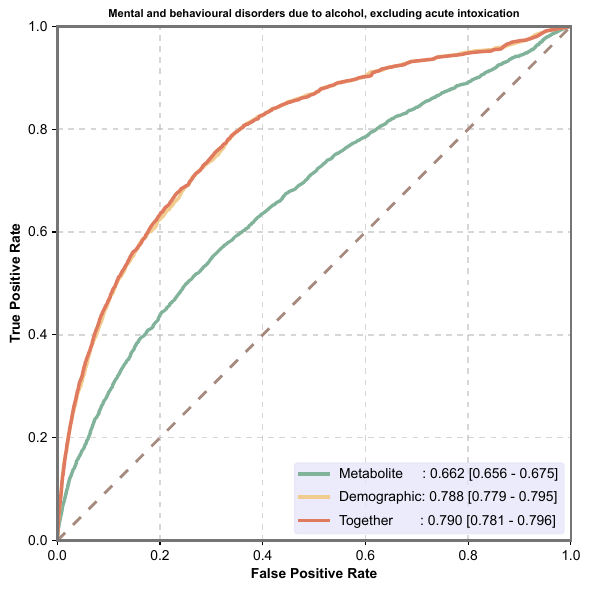 Mental and behavioural disorders due to alcohol, excluding acute intoxication
1.0
0.8
0.6
0.4
0.2
0.0
True Positive Rate
Metabolite : 0.662 [0.656 - 0.675]
Demographic: 0.788 [0.779 - 0.795]
Together : 0.790 [0.781 - 0.796]
0.0 0.2 0.4 0.6 0.8 1.0
False Positive Rate